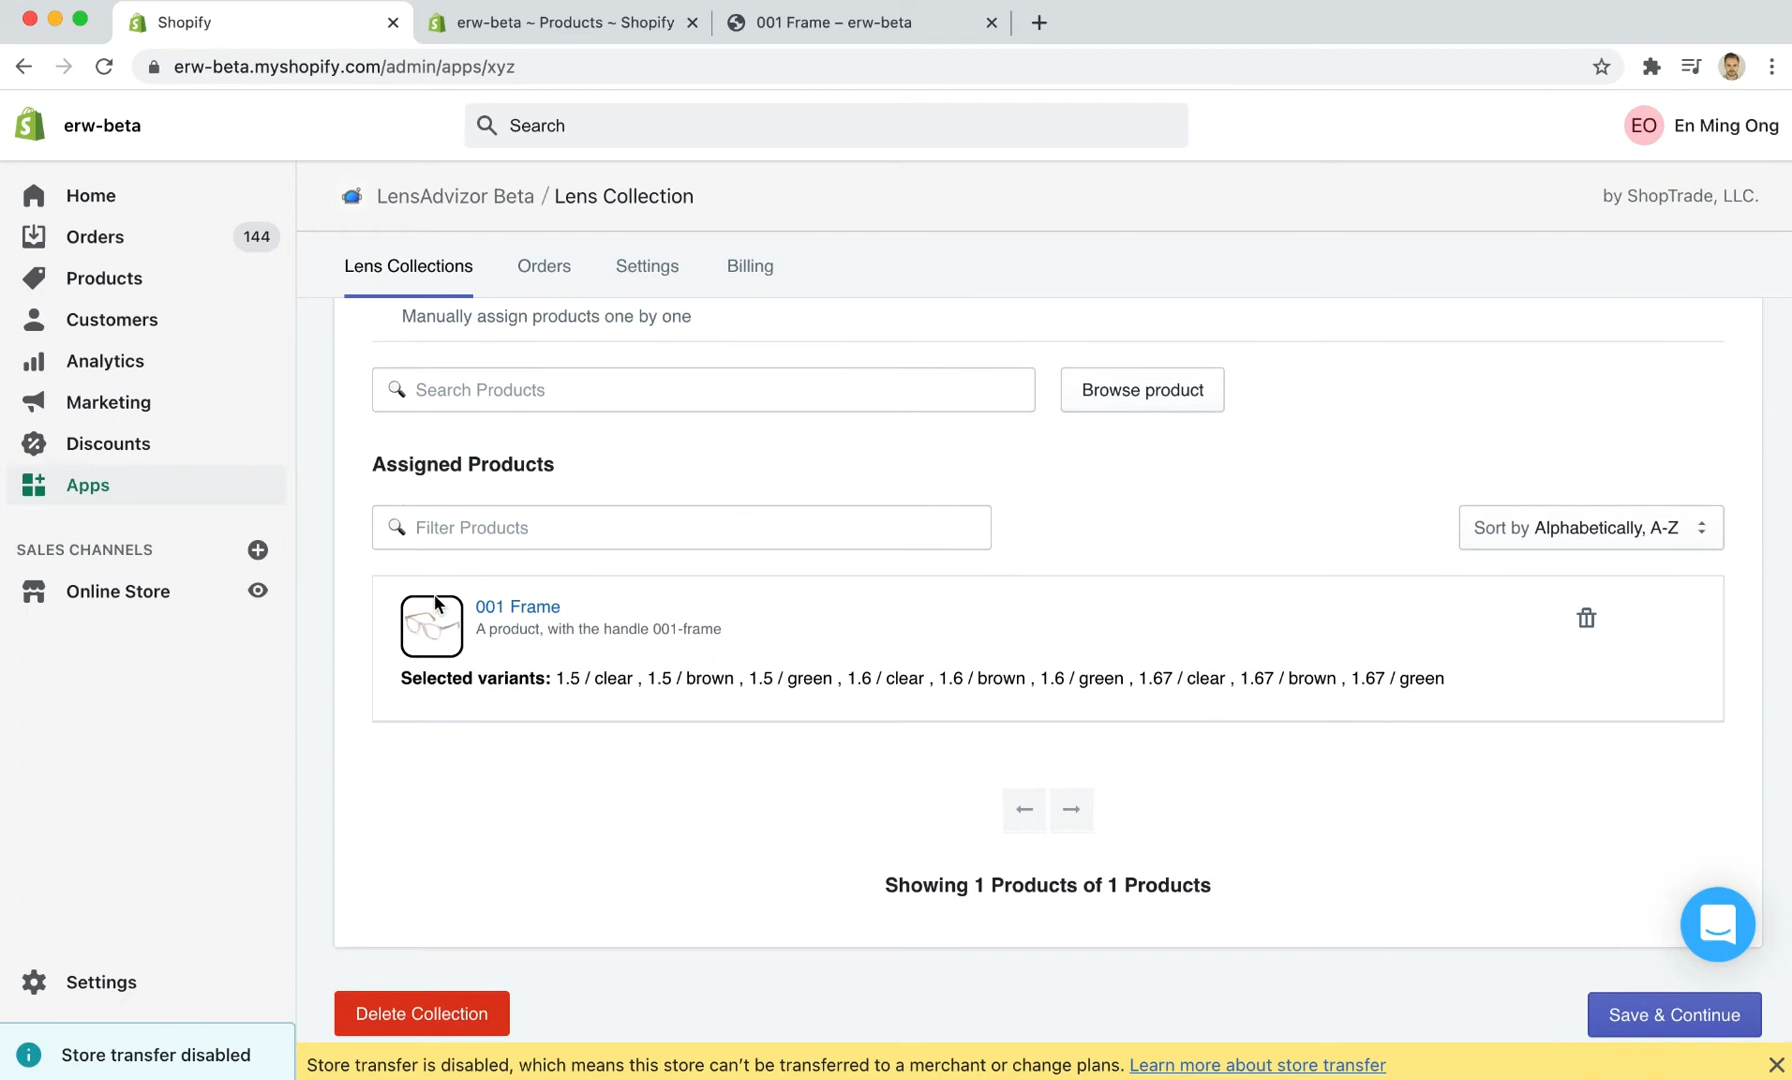 Shopify
erw-beta ~ Products ~ Shopify
001 Frame – erw-beta
erw-beta.myshopify.com/admin/apps/xyz
erw-beta
Search
EO
En Ming Ong
Home
Orders
144
Products
Customers
Analytics
Marketing
Discounts
Apps
SALES CHANNELS
Online Store
Settings
Store transfer disabled
LensAdvizor Beta / Lens Collection
by ShopTrade, LLC.
Lens Collections
Orders
Settings
Billing
Manually assign products one by one
Search Products
Browse product
Assigned Products
Filter Products
Sort by Alphabetically, A-Z
001 Frame
A product, with the handle 001-frame
Selected variants: 1.5 / clear , 1.5 / brown , 1.5 / green , 1.6 / clear , 1.6 / brown , 1.6 / green , 1.67 / clear , 1.67 / brown , 1.67 / green
Showing 1 Products of 1 Products
Delete Collection
Save & Continue
Store transfer is disabled, which means this store can't be transferred to a merchant or change plans. Learn more about store transfer